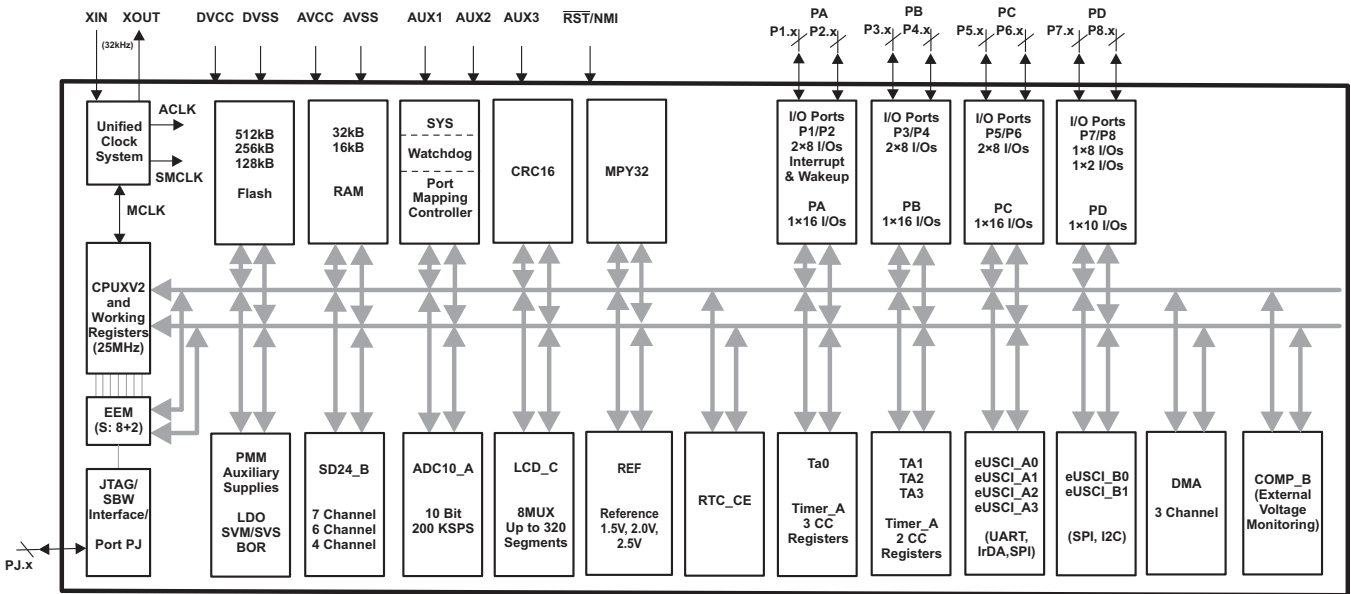 XIN XOUT DVCC DVSS AVCC AVSS AUX1 AUX2 AUX3 RST/NMI PA PB PC PD
P1.x P2.x P3.x P4.x P5.x P6.x P7.x P8.x
(32kHz)
Unified
Clock
System
ACLK
SMCLK
MCLK
512kB
256kB
128kB
Flash
32kB
16kB
RAM
SYS
Watchdog
Port
Mapping
Controller
CRC16
MPY32
I/O Ports
P1/P2
2×8 I/Os
Interrupt
& Wakeup
PA
1×16 I/Os
I/O Ports
P3/P4
2×8 I/Os
PB
1×16 I/Os
I/O Ports
P5/P6
2×8 I/Os
PC
1×16 I/Os
I/O Ports
P7/P8
1×8 I/Os
1×2 I/Os
PD
1×10 I/Os
CPUXV2
and
Working
Registers
(25MHz)
EEM
(S: 8+2)
JTAG/
SBW
Interface/
Port PJ
PJ.x
PMM
Auxiliary
Supplies
LDO
SVM/SVS
BOR
SD24_B
7 Channel
6 Channel
4 Channel
ADC10_A
10 Bit
200 KSPS
LCD_C
8MUX
Up to 320
Segments
REF
Reference
1.5V, 2.0V,
2.5V
RTC_CE
Ta0
Timer_A
3 CC
Registers
TA1
TA2
TA3
Timer_A
2 CC
Registers
eUSCI_A0
eUSCI_A1
eUSCI_A2
eUSCI_A3
(UART,
IrDA,SPI)
eUSCI_B0
eUSCI_B1
(SPI, I2C)
DMA
3 Channel
COMP_B
(External
Voltage
Monitoring)